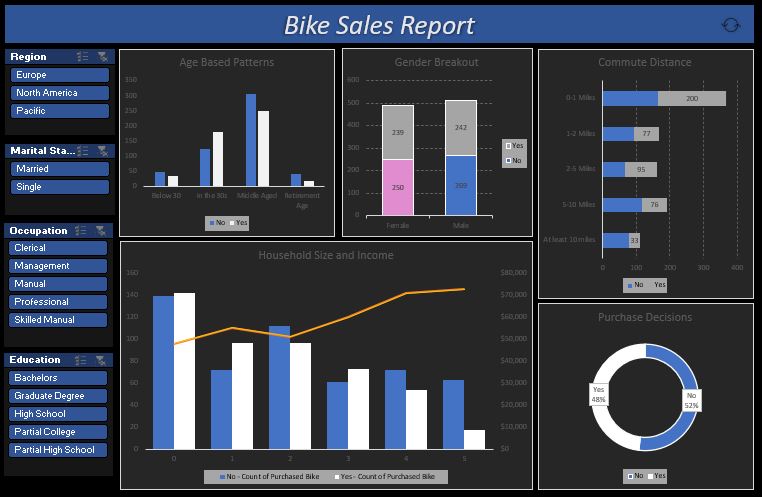 Bike Sales Report
Region
Europe
North America
Pacific
Marital Sta...
Married
Single
Occupation
Clerical
Management
Manual
Professional
Skilled Manual
Education
Bachelors
Graduate Degree
High School
Partial College
Partial High School
Age Based Patterns
350
300
250
200
150
100
50
0
Below 30
In the 30s
Middle Aged
Retirement
Age
No
Yes
Gender Breakout
600
500
400
300
200
100
0
239
242
250
269
Female
Male
Yes
No
Commute Distance
0-1 Miles
200
1-2 Miles
77
2-5 Miles
95
5-10 Miles
76
At least 10 miles
33
0 100 200 300 400
No
Yes
Household Size and Income
160
140
120
100
80
60
40
20
0
$80,000
$70,000
$60,000
$50,000
$40,000
$30,000
$20,000
$10,000
$0
0 1 2 3 4 5
No - Count of Purchased Bike
Yes - Count of Purchased Bike
Purchase Decisions
Yes
48%
No
52%
No
Yes